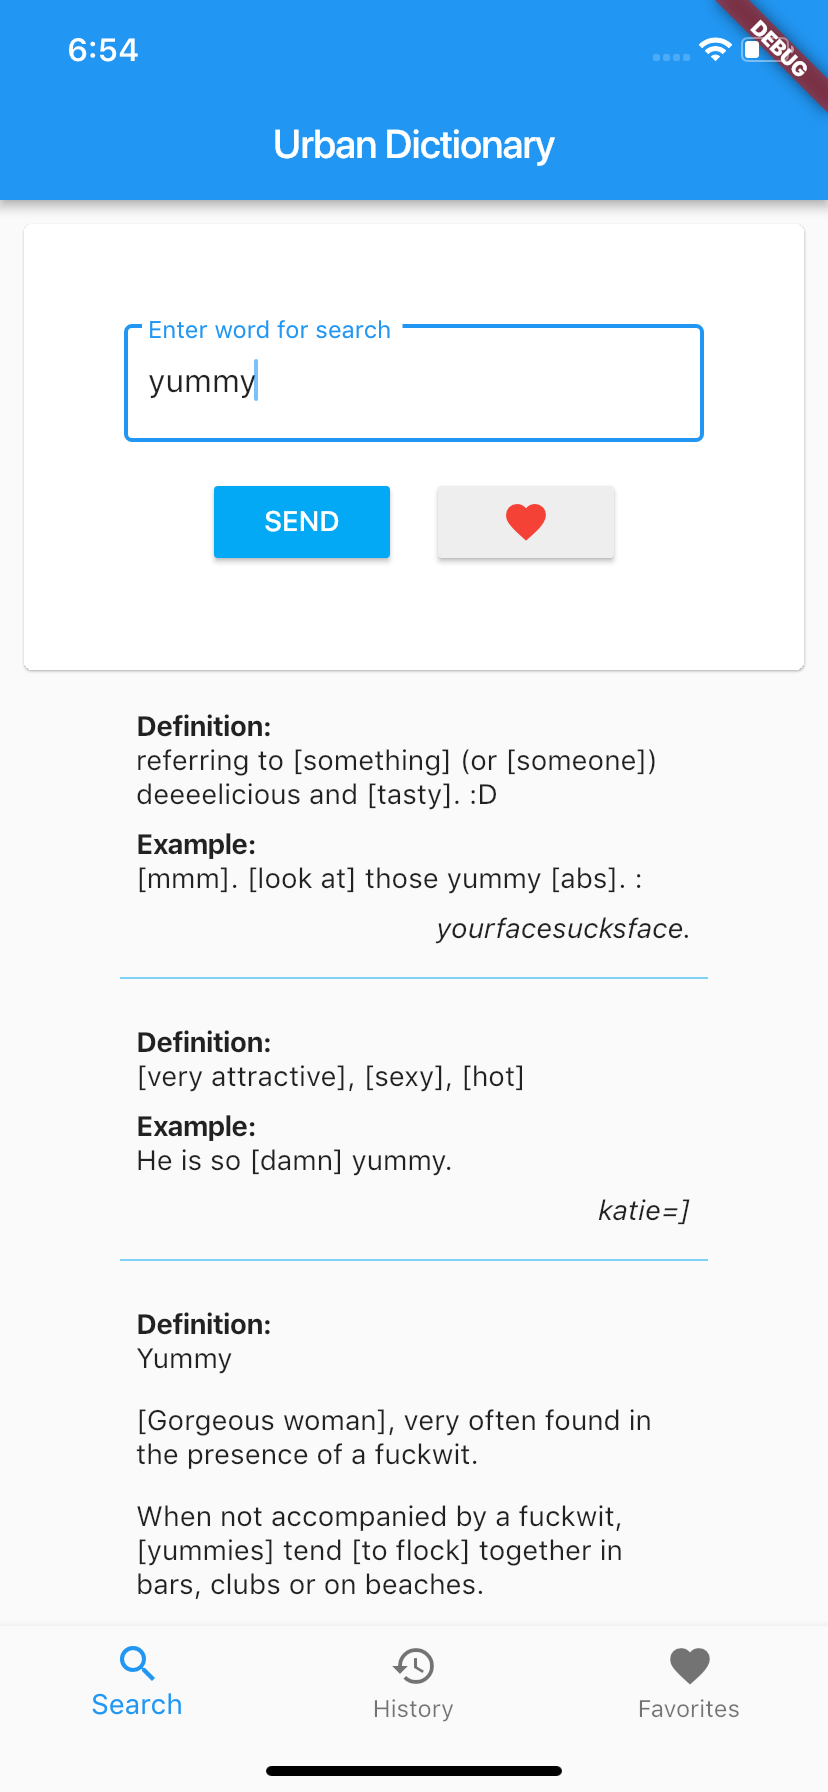 6:54
DEBUG
Urban Dictionary
Enter word for search
yummy
SEND
Definition:
referring to [something] (or [someone])
deeeelicious and [tasty]. :D
Example:
[mmm]. [look at] those yummy [abs]. :
yourfacesucksface.
Definition:
[very attractive], [sexy], [hot]
Example:
He is so [damn] yummy.
katie=]
Definition:
Yummy
[Gorgeous woman], very often found in
the presence of a fuckwit.
When not accompanied by a fuckwit,
[yummies] tend [to flock] together in
bars, clubs or on beaches.
Search
History
Favorites